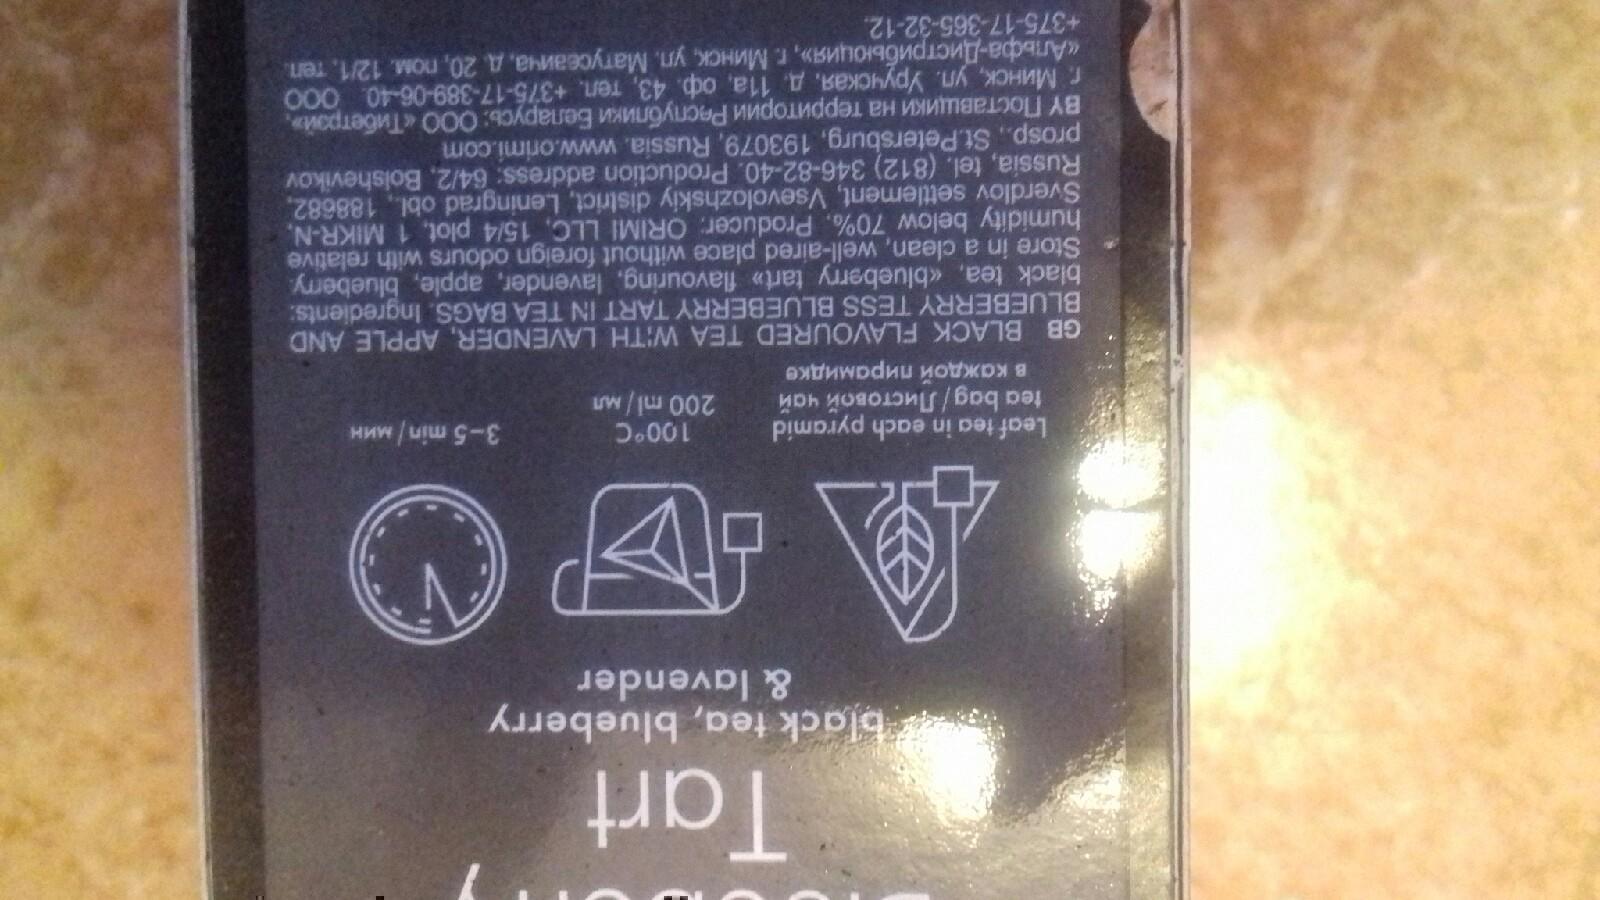 Blueberry
Tart
black tea, blueberry
& lavender
Leaf tea in each pyramid
tea bag / Листовой чай
в каждой пирамидке
100°C
200 ml / мл
3–5 min / мин
GB BLACK FLAVOURED TEA WITH LAVENDER, APPLE AND
BLUEBERRY TESS BLUEBERRY TART IN TEA BAGS. Ingredients:
black tea, «blueberry tart» flavouring, lavender, apple, blueberry.
Store in a clean, well-aired place without foreign odours with relative
humidity below 70%. Producer: ORIMI LLC, 15/4 plot, 1 MIKR-N,
Sverdlov settlement, Vsevolozhskiy district, Leningrad obl., 188682,
Russia, tel. (812) 346-82-40. Production address: 64/2, Bolshevikov
prosp., St.Petersburg, 193079, Russia. www.orimi.com
BY Поставщики на территории Республики Беларусь: ООО «Тибетрой»,
г. Минск, ул. Уручская, д. 11а, оф. 43, тел. +375-17-389-06-40. ООО
«Альфа-Дистрибьюция», г. Минск, ул. Матусевича, д. 20, пом. 12/1, тел.
+375-17-365-32-12.